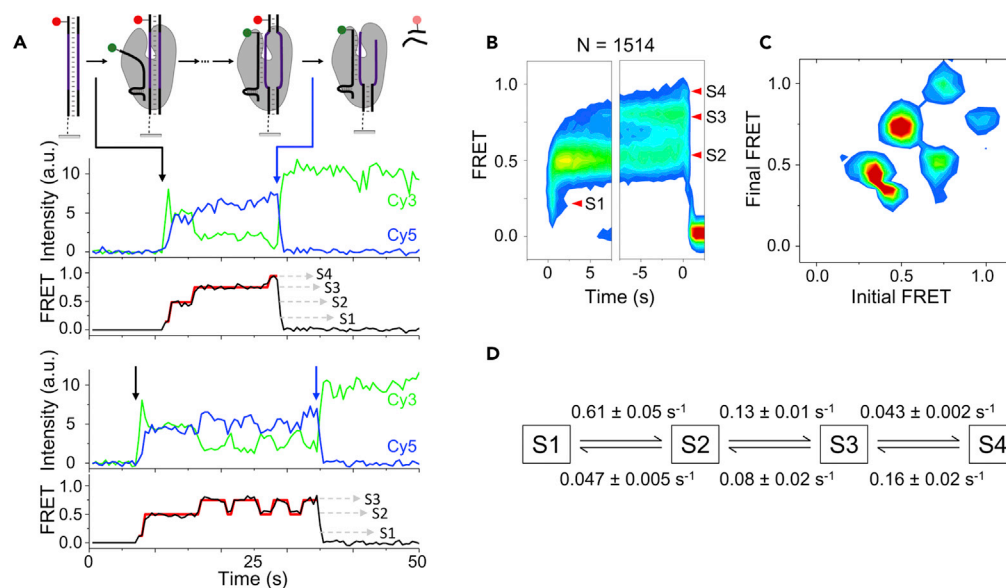 A
Intensity (a.u.)
10
5
0
Cy3
Cy5
FRET
1.0
0.5
0.0
S4
S3
S2
S1
Intensity (a.u.)
10
5
0
Cy3
Cy5
FRET
1.0
0.5
0.0
S3
S2
S1
0 25 50
Time (s)
B
N = 1514
FRET
1.0
0.5
0.0
S4
S3
S2
S1
0 5 -5 0
Time (s)
C
Final FRET
1.0
0.5
0.0
0.0 0.5 1.0
Initial FRET
D
0.61 ± 0.05 s-1 0.13 ± 0.01 s-1 0.043 ± 0.002 s-1
S1 S2 S3 S4
0.047 ± 0.005 s-1 0.08 ± 0.02 s-1 0.16 ± 0.02 s-1